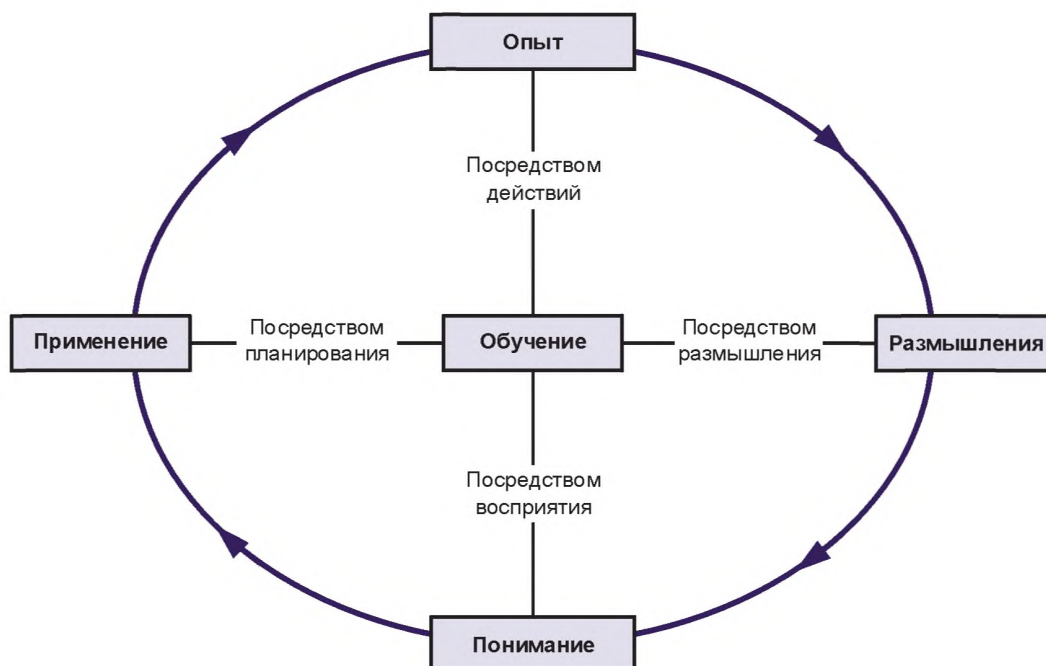 Опыт
Посредством
действий
Применение
Посредством
планирования
Обучение
Посредством
размышления
Размышления
Посредством
восприятия
Понимание